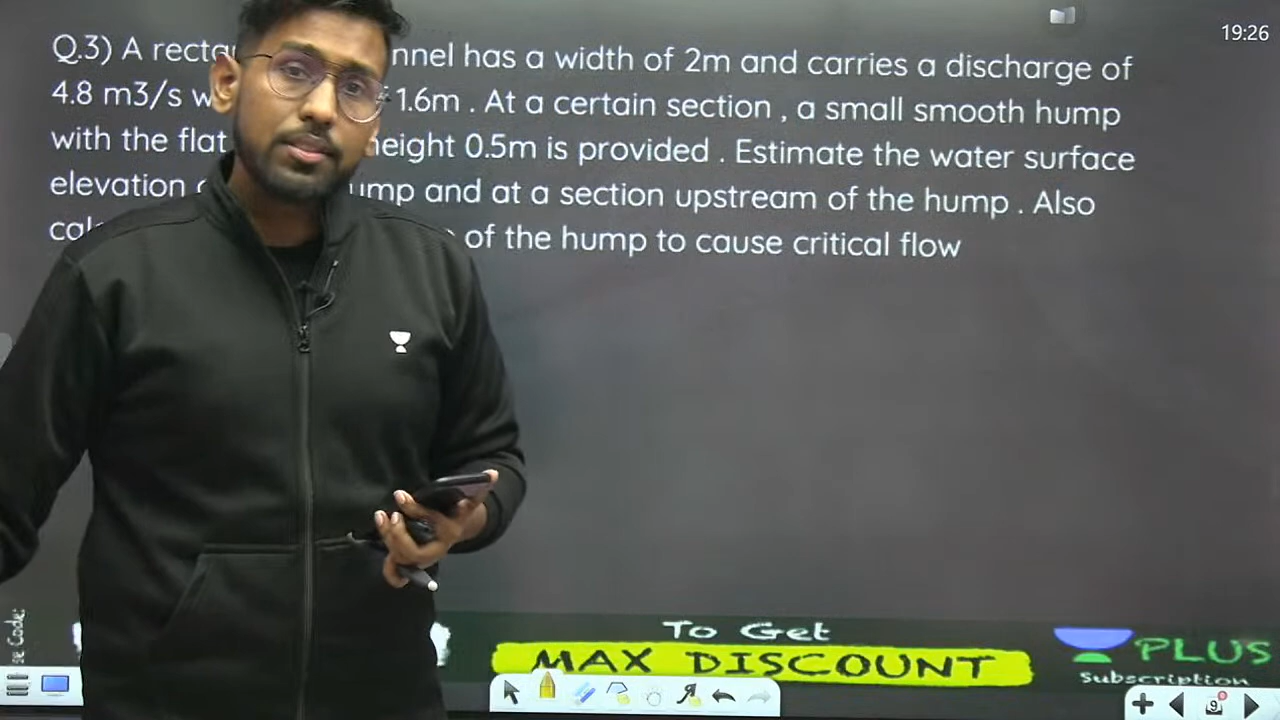 19:26
Q.3) A nnel has a width of 2m and carries a discharge of
4.8 m3/s 1.6m . At a certain section , a small smooth hump
with the flat height 0.5m is provided . Estimate the water surface
elevation ump and at a section upstream of the hump . Also
of the hump to cause critical flow
Code:
To Get
MAX DISCOUNT
PLUS
Subscription
9